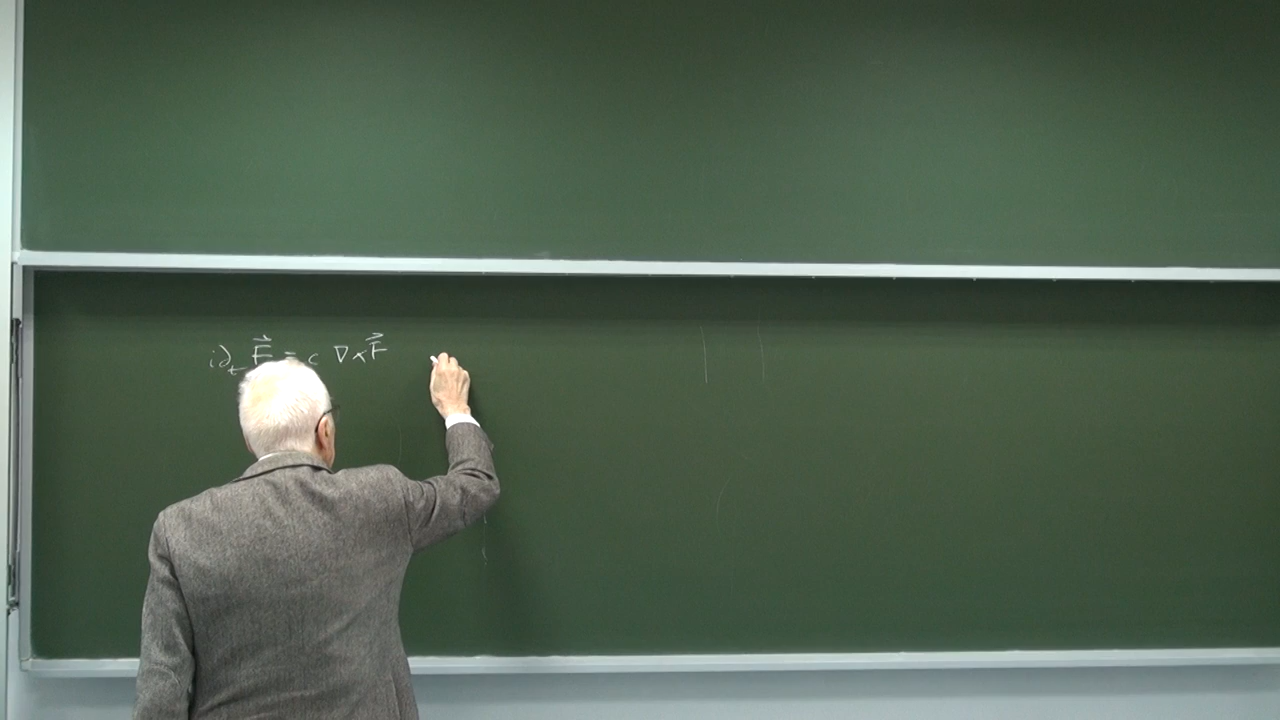 i∂ₜ F⃗ = c ∇×F⃗